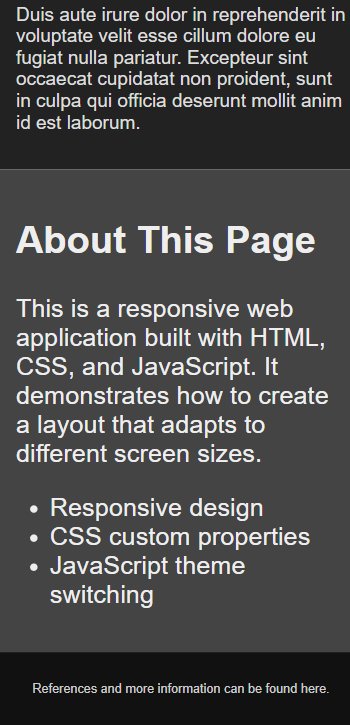 Duis aute irure dolor in reprehenderit in
voluptate velit esse cillum dolore eu
fugiat nulla pariatur. Excepteur sint
occaecat cupidatat non proident, sunt
in culpa qui officia deserunt mollit anim
id est laborum.
About This Page
This is a responsive web
application built with HTML,
CSS, and JavaScript. It
demonstrates how to create
a layout that adapts to
different screen sizes.
• Responsive design
• CSS custom properties
• JavaScript theme
switching
References and more information can be found here.